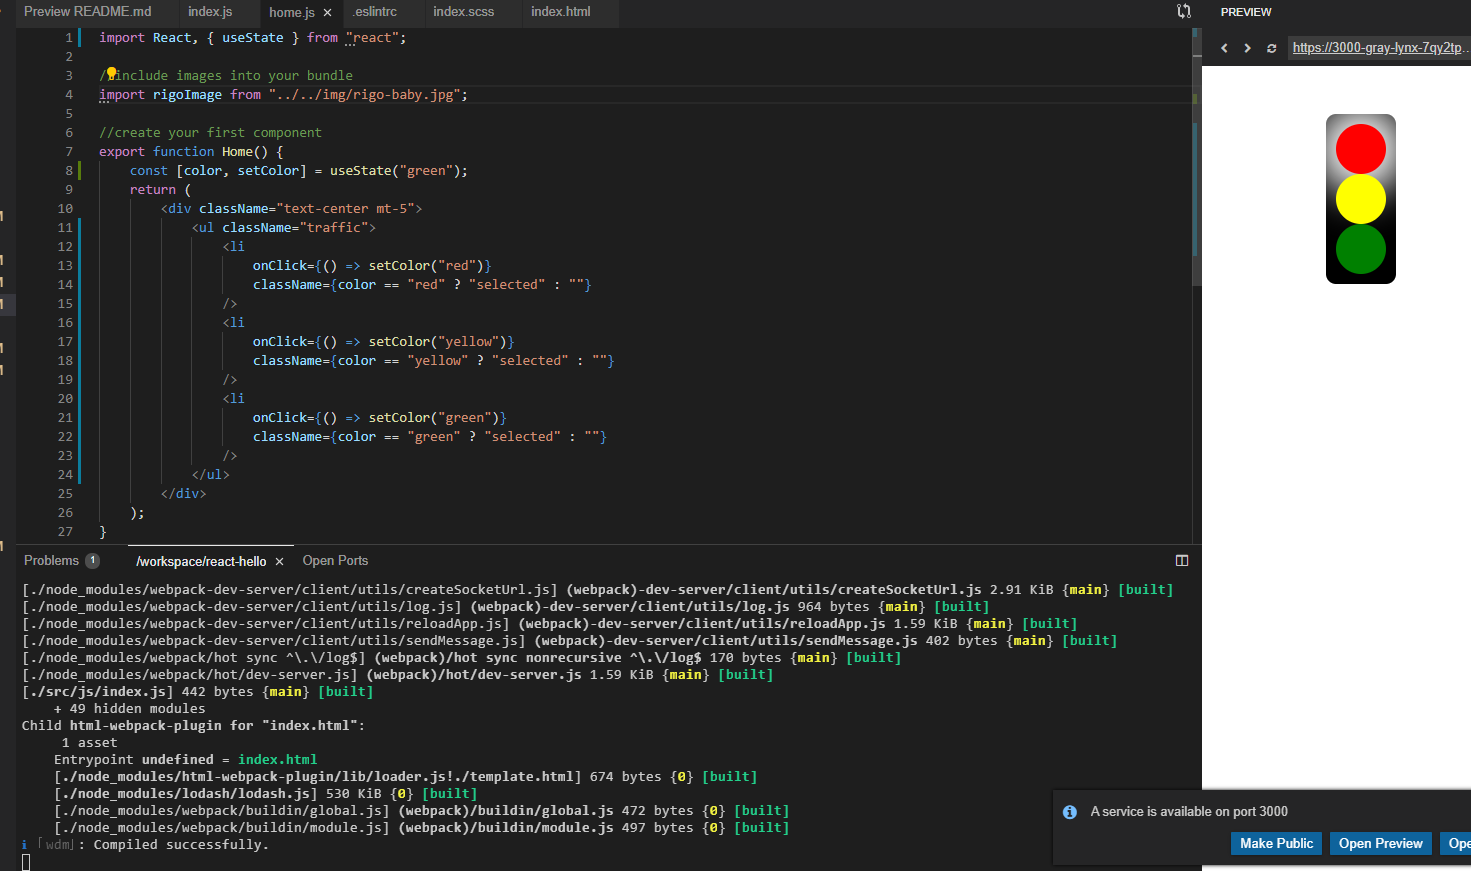 Preview README.md index.js home.js × .eslintrc index.scss index.html
PREVIEW
https://3000-gray-lynx-7qy2tp...
1 import React, { useState } from "react";
2
3 //include images into your bundle
4 import rigoImage from "../../img/rigo-baby.jpg";
5
6 //create your first component
7 export function Home() {
8 const [color, setColor] = useState("green");
9 return (
10 <div className="text-center mt-5">
11 <ul className="traffic">
12 <li
13 onClick={() => setColor("red")}
14 className={color == "red" ? "selected" : ""}
15 />
16 <li
17 onClick={() => setColor("yellow")}
18 className={color == "yellow" ? "selected" : ""}
19 />
20 <li
21 onClick={() => setColor("green")}
22 className={color == "green" ? "selected" : ""}
23 />
24 </ul>
25 </div>
26 );
27 }
Problems 1 /workspace/react-hello × Open Ports
[./node_modules/webpack-dev-server/client/utils/createSocketUrl.js] (webpack)-dev-server/client/utils/createSocketUrl.js 2.91 KiB {main} [built]
[./node_modules/webpack-dev-server/client/utils/log.js] (webpack)-dev-server/client/utils/log.js 964 bytes {main} [built]
[./node_modules/webpack-dev-server/client/utils/reloadApp.js] (webpack)-dev-server/client/utils/reloadApp.js 1.59 KiB {main} [built]
[./node_modules/webpack-dev-server/client/utils/sendMessage.js] (webpack)-dev-server/client/utils/sendMessage.js 402 bytes {main} [built]
[./node_modules/webpack/hot sync ^\.\/log$] (webpack)/hot sync nonrecursive ^\.\/log$ 170 bytes {main} [built]
[./node_modules/webpack/hot/dev-server.js] (webpack)/hot/dev-server.js 1.59 KiB {main} [built]
[./src/js/index.js] 442 bytes {main} [built]
+ 49 hidden modules
Child html-webpack-plugin for "index.html":
1 asset
Entrypoint undefined = index.html
[./node_modules/html-webpack-plugin/lib/loader.js!./template.html] 674 bytes {0} [built]
[./node_modules/lodash/lodash.js] 530 KiB {0} [built]
[./node_modules/webpack/buildin/global.js] (webpack)/buildin/global.js 472 bytes {0} [built]
[./node_modules/webpack/buildin/module.js] (webpack)/buildin/module.js 497 bytes {0} [built]
ℹ ｢wdm｣: Compiled successfully.
A service is available on port 3000
Make Public Open Preview Ope